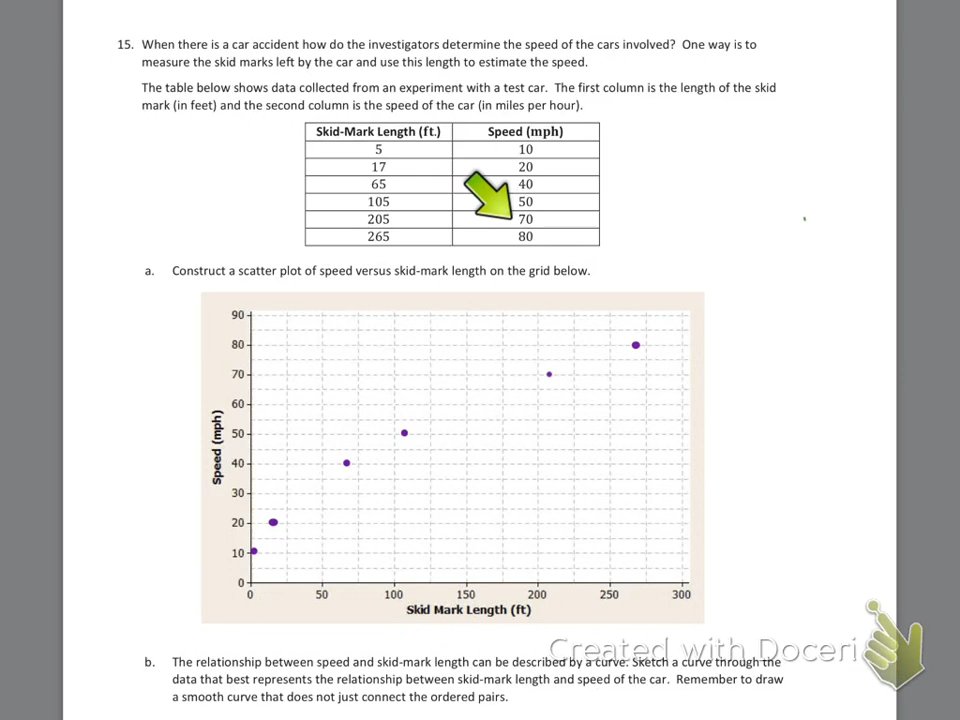 15. When there is a car accident how do the investigators determine the speed of the cars involved? One way is to
measure the skid marks left by the car and use this length to estimate the speed.
The table below shows data collected from an experiment with a test car. The first column is the length of the skid
mark (in feet) and the second column is the speed of the car (in miles per hour).
Skid-Mark Length (ft.) Speed (mph)
5 10
17 20
65 40
105 50
205 70
265 80
a. Construct a scatter plot of speed versus skid-mark length on the grid below.
90
80
70
60
50
40
30
20
10
0
Speed (mph)
0 50 100 150 200 250 300
Skid Mark Length (ft)
Created with Doceri
b. The relationship between speed and skid-mark length can be described by a curve. Sketch a curve through the
data that best represents the relationship between skid-mark length and speed of the car. Remember to draw
a smooth curve that does not just connect the ordered pairs.